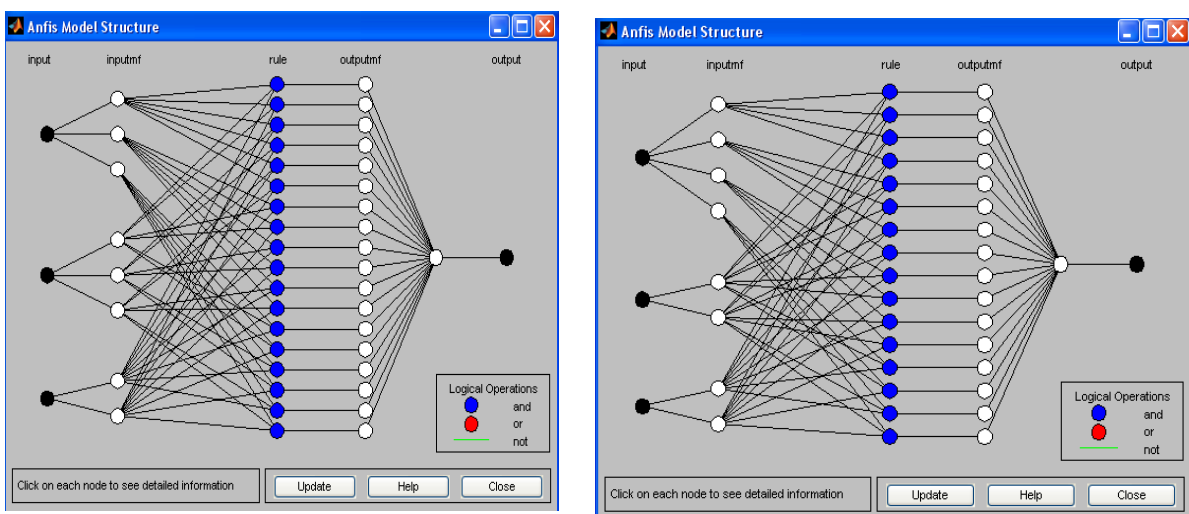 Anfis Model Structure
input inputmf rule outputmf output
Logical Operations
and
or
not
Click on each node to see detailed information
Update Help Close
Anfis Model Structure
input inputmf rule outputmf output
Logical Operations
and
or
not
Click on each node to see detailed information
Update Help Close